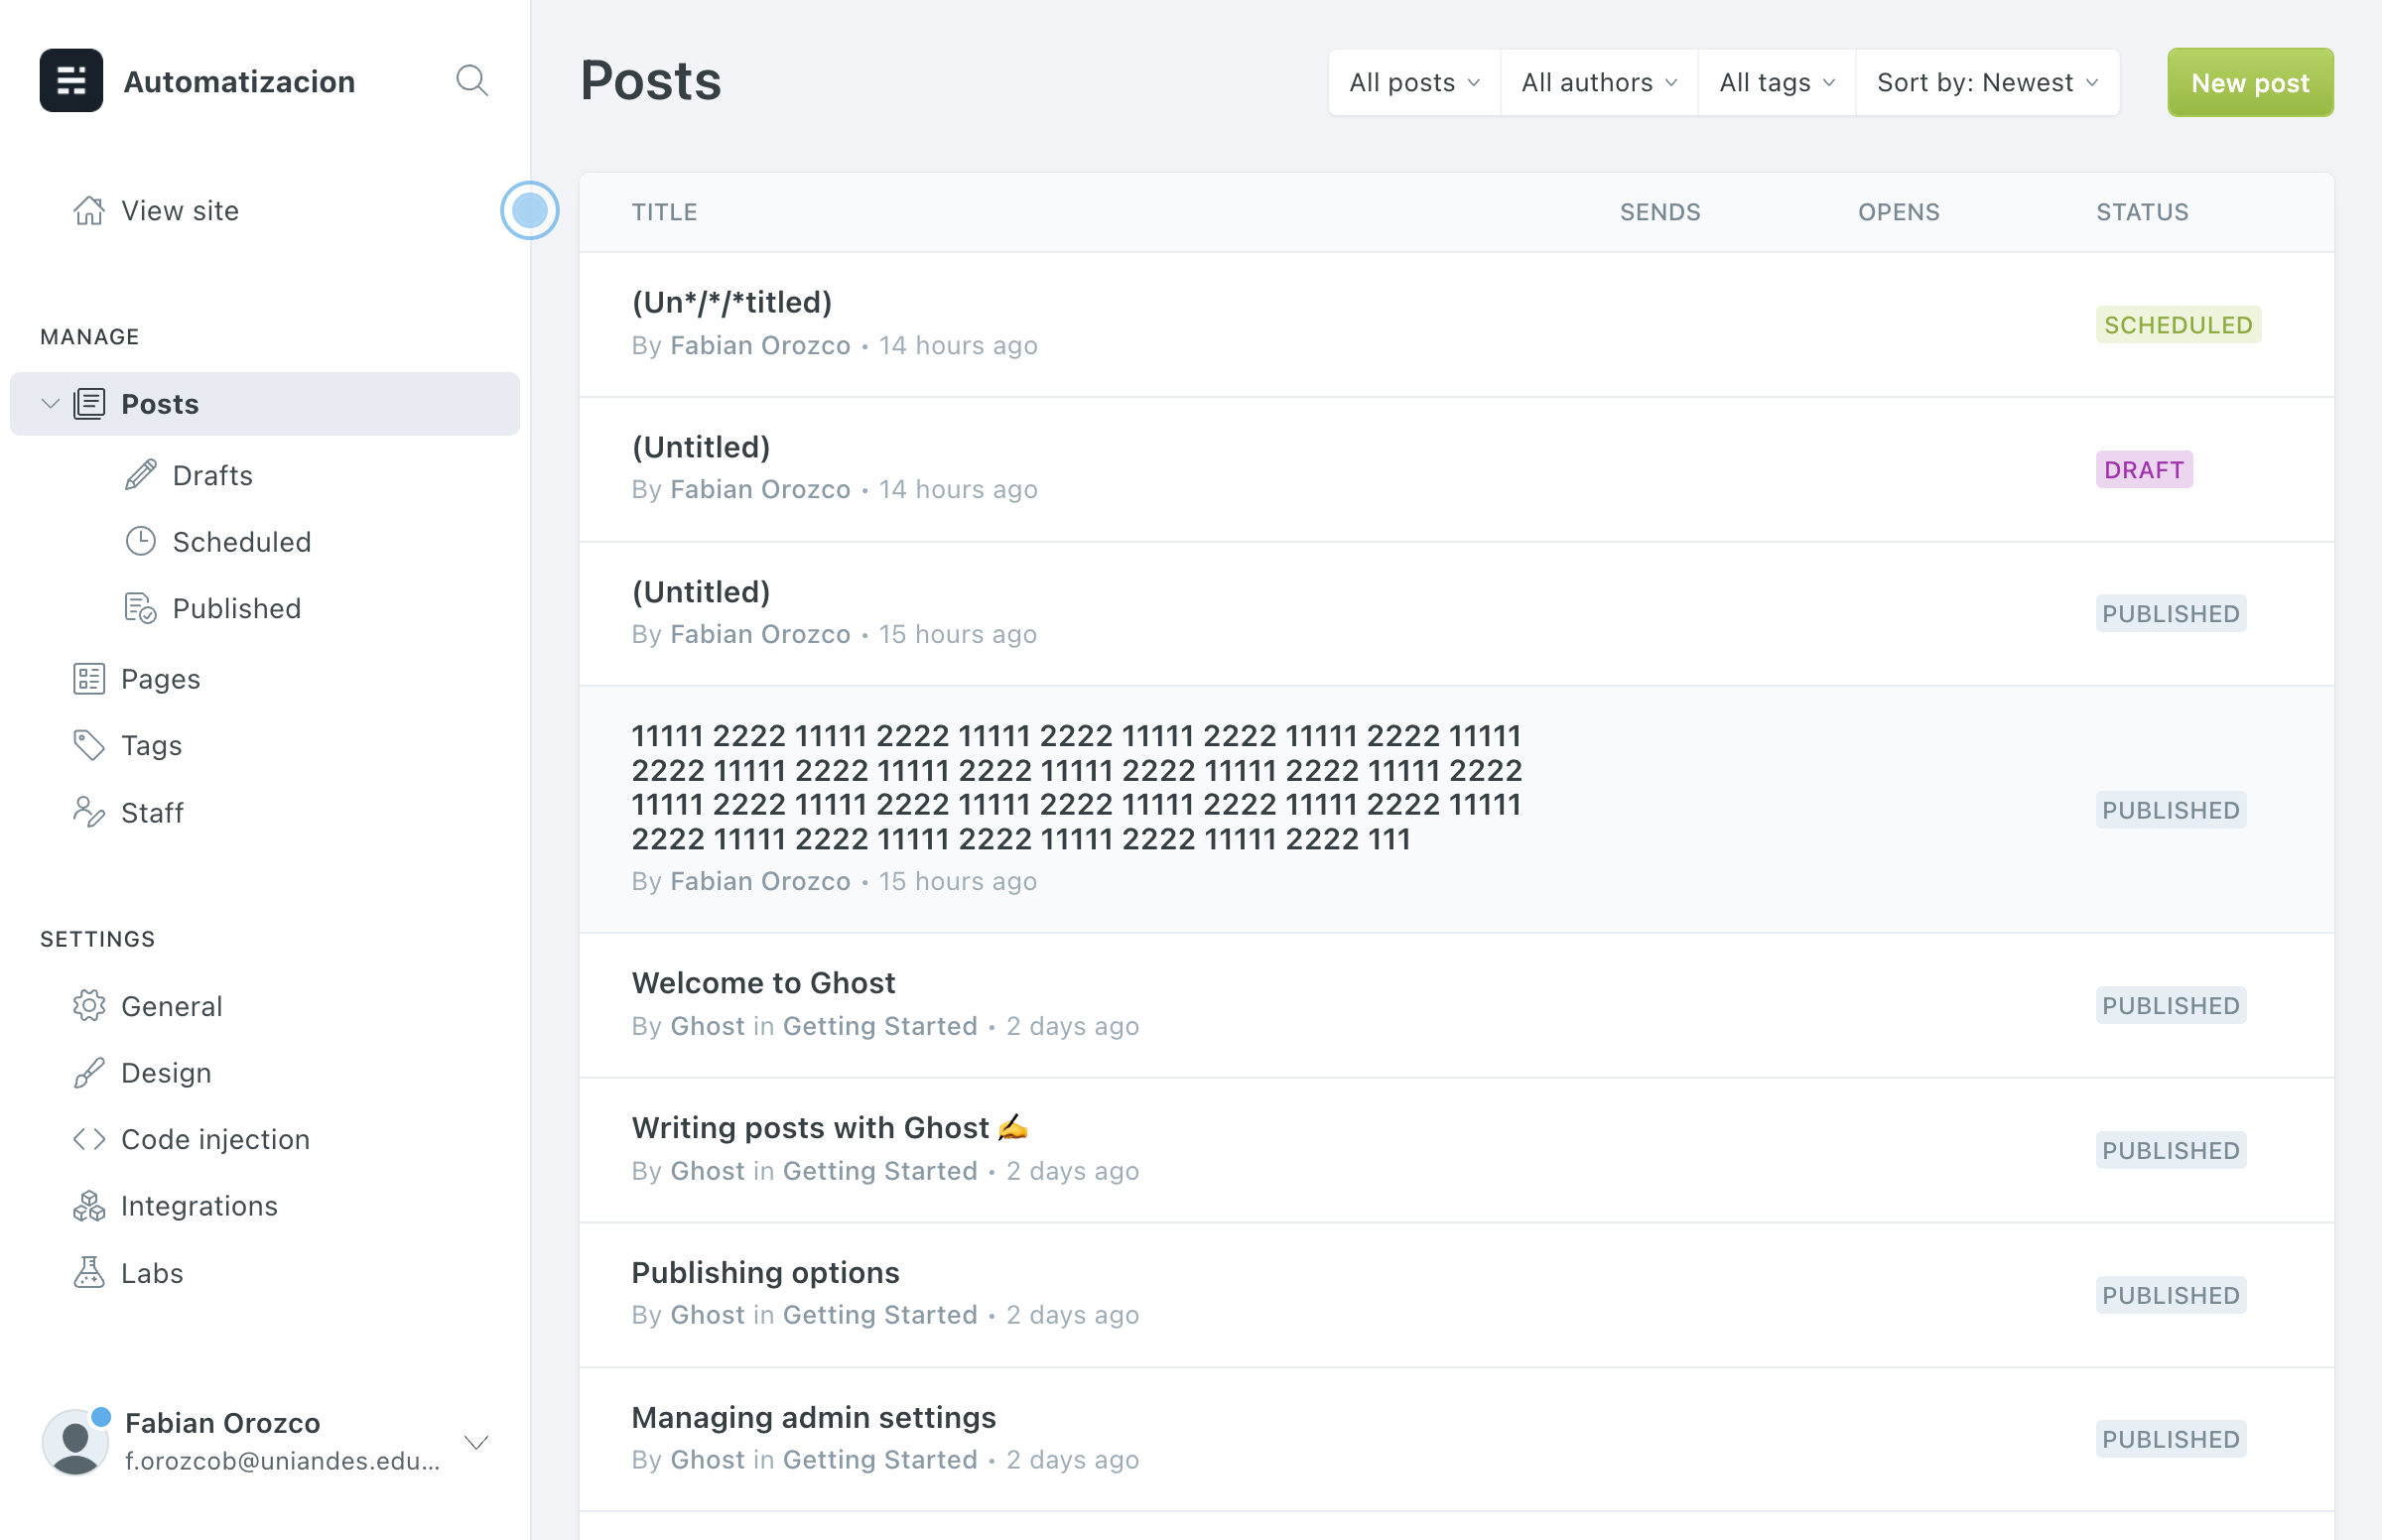 Automatizacion
View site
MANAGE
Posts
Drafts
Scheduled
Published
Pages
Tags
Staff
SETTINGS
General
Design
Code injection
Integrations
Labs
Fabian Orozco
f.orozcob@uniandes.edu...
Posts
All posts
All authors
All tags
Sort by: Newest
New post
TITLE SENDS OPENS STATUS
(Un*/*/*titled)
By Fabian Orozco • 14 hours ago
SCHEDULED
(Untitled)
By Fabian Orozco • 14 hours ago
DRAFT
(Untitled)
By Fabian Orozco • 15 hours ago
PUBLISHED
11111 2222 11111 2222 11111 2222 11111 2222 11111 2222 11111
2222 11111 2222 11111 2222 11111 2222 11111 2222 11111 2222
11111 2222 11111 2222 11111 2222 11111 2222 11111 2222 11111
2222 11111 2222 11111 2222 11111 2222 11111 2222 111
By Fabian Orozco • 15 hours ago
PUBLISHED
Welcome to Ghost
By Ghost in Getting Started • 2 days ago
PUBLISHED
Writing posts with Ghost ✍️
By Ghost in Getting Started • 2 days ago
PUBLISHED
Publishing options
By Ghost in Getting Started • 2 days ago
PUBLISHED
Managing admin settings
By Ghost in Getting Started • 2 days ago
PUBLISHED